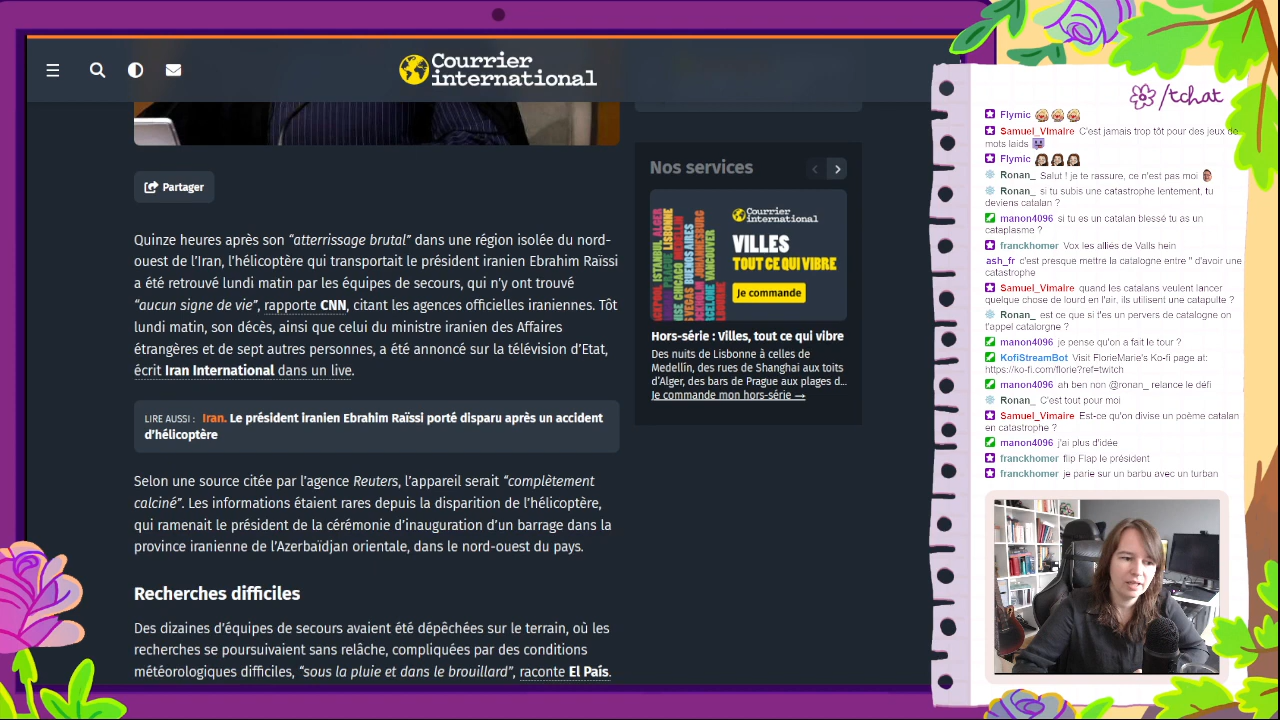 Courrier
international
Partager
Quinze heures après son “atterrissage brutal” dans une région isolée du nord-
ouest de l’Iran, l’hélicoptère qui transportait le président iranien Ebrahim Raïssi
a été retrouvé lundi matin par les équipes de secours, qui n’y ont trouvé
“aucun signe de vie”, rapporte CNN, citant les agences officielles iraniennes. Tôt
lundi matin, son décès, ainsi que celui du ministre iranien des Affaires
étrangères et de sept autres personnes, a été annoncé sur la télévision d’Etat,
écrit Iran International dans un live.
LIRE AUSSI : Iran. Le président iranien Ebrahim Raïssi porté disparu après un accident
d’hélicoptère
Selon une source citée par l’agence Reuters, l’appareil serait “complètement
calciné”. Les informations étaient rares depuis la disparition de l’hélicoptère,
qui ramenait le président de la cérémonie d’inauguration d’un barrage dans la
province iranienne de l’Azerbaïdjan orientale, dans le nord-ouest du pays.
Recherches difficiles
Des dizaines d’équipes de secours avaient été dépêchées sur le terrain, où les
recherches se poursuivaient sans relâche, compliquées par des conditions
météorologiques difficiles, “sous la pluie et dans le brouillard”, raconte El País.
Nos services
ISTANBUL ALGER
LISBONNE
MEDELLIN
CHICAGO
BUENOS AIRES
VANCOUVER
Courrier
international
VILLES
TOUT CE QUI VIBRE
Je commande
Hors-série : Villes, tout ce qui vibre
Des nuits de Lisbonne à celles de
Medellín, des rues de Shanghai aux toits
d’Alger, des bars de Prague aux plages d...
Je commande mon hors-série →
/tchat
Flymic
Samuel_Vimaire C'est jamais trop tôt pour des jeux de
mots laids
Flymic
Ronan_ Salut ! je te rassure, ce n'est pas moi
Ronan_ si tu subis une catastrophe lentement, tu
deviens catalan ?
manon4096 si tu es un catalan blessé tu as un
cataplasme ?
franckhomer Vox les alliés de Valls hein
ash_fr c'est presque mettre la catalogne entre " d'avoir une
catastrophe
Samuel_Vimaire quand les catalans veulent lancer
quelque chose de lourd en l'air, ils utilisent une catapulte ?
Ronan_ est ce que si t'es un pervers de catalogne on
t'appel catalorgne ?
manon4096 je pense qu'on a fait le tour ?
KofiStreamBot Visit FlorieMarie's Ko-fi page at:
https://ko-fi.com/florie?ref=twitch
manon4096 ah ben non @ronan_ relance le défi
Ronan_ C'est tout pour moi
Samuel_Vimaire Est-ce qu'on divise un poème catalan
en catastrophe ?
manon4096 j'ai plus d'idée
franckhomer flip Flap le président
franckhomer je parie sur un barbu avec un turban